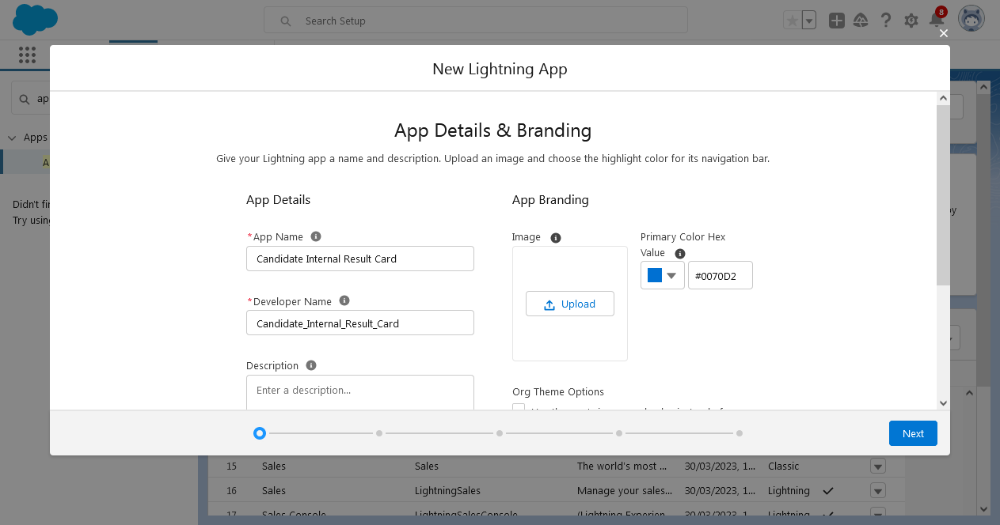 Search Setup
8
New Lightning App
ap
Apps
A
Didn't fi
Try using
App Details & Branding
Give your Lightning app a name and description. Upload an image and choose the highlight color for its navigation bar.
App Details
App Branding
*App Name
Candidate Internal Result Card
*Developer Name
Candidate_Internal_Result_Card
Description
Enter a description...
Image
Upload
Primary Color Hex
Value
#0070D2
Org Theme Options
by
Next
15 Sales Sales The world's most ... 30/03/2023, 1... Classic
16 Sales LightningSales Manage your sales... 30/03/2023, 1... Lightning
17 Sales Console LightningSalesConsole (Lightning Experien... 30/03/2023, 1... Lightning